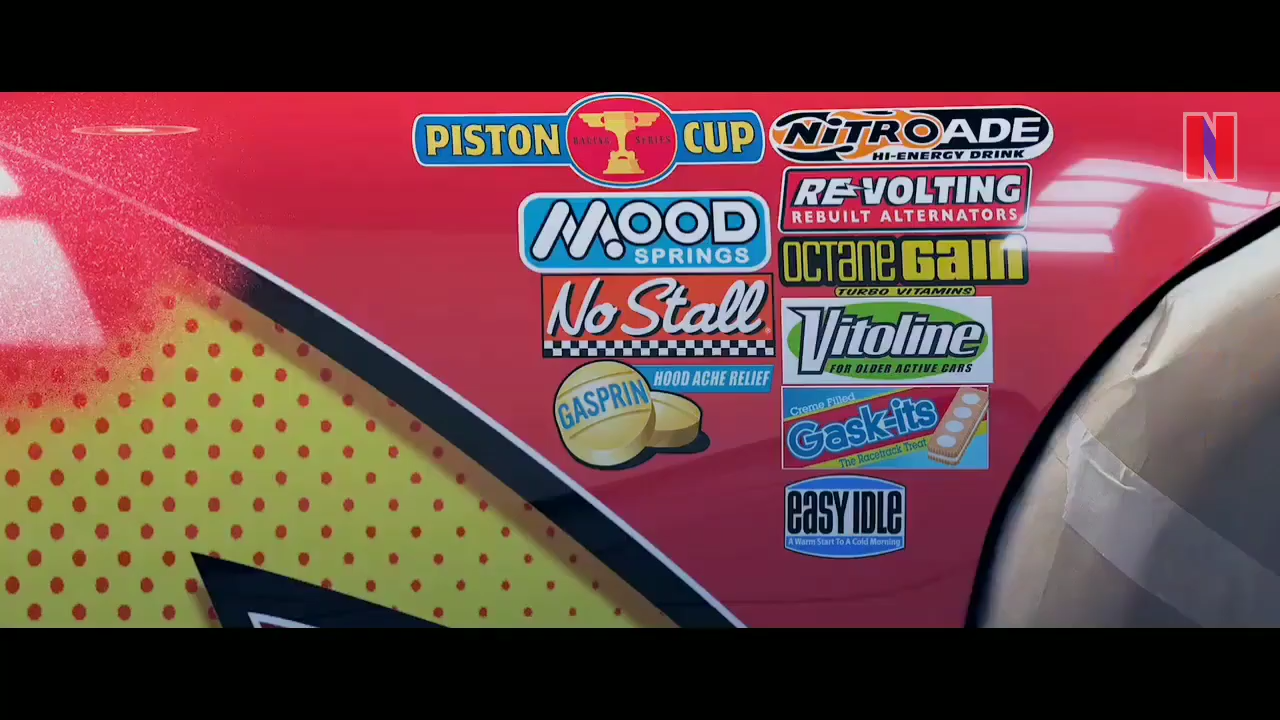 PISTON CUP
RACING SERIES
NiTROADE
HI-ENERGY DRINK
RE-VOLTING
REBUILT ALTERNATORS
MOOD
SPRINGS
OCTANE GAIN
TURBO VITAMINS
No Stall
Vitoline
FOR OLDER ACTIVE CARS
HOOD ACHE RELIEF
GASPRIN
Creme Filled
Gask-its
The Racetrack Treat
EASY IDLE
A Warm Start To A Cold Morning
N